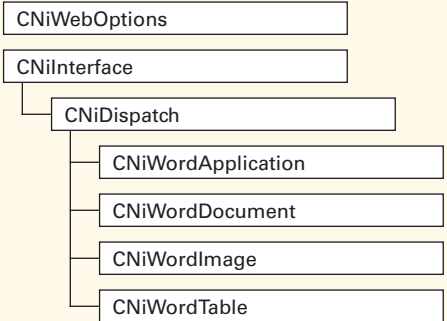 CNiWebOptions
CNiInterface
CNiDispatch
CNiWordApplication
CNiWordDocument
CNiWordImage
CNiWordTable